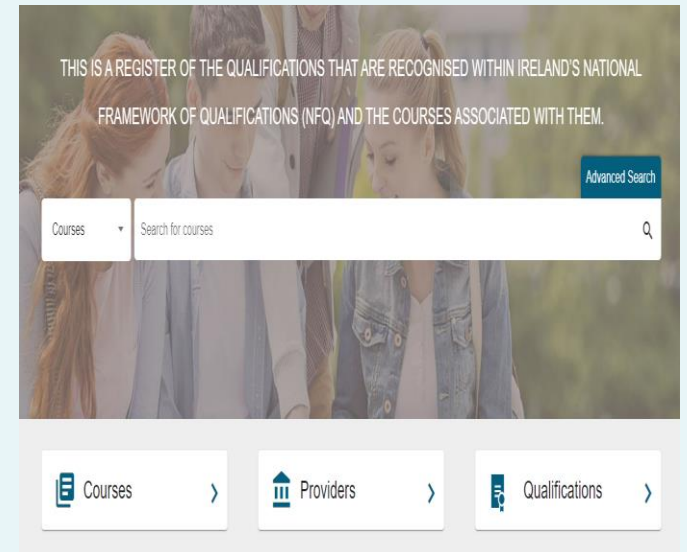 THIS IS A REGISTER OF THE QUALIFICATIONS THAT ARE RECOGNISED WITHIN IRELAND'S NATIONAL
FRAMEWORK OF QUALIFICATIONS (NFQ) AND THE COURSES ASSOCIATED WITH THEM.
Advanced Search
Courses Search for courses
Courses Providers Qualifications